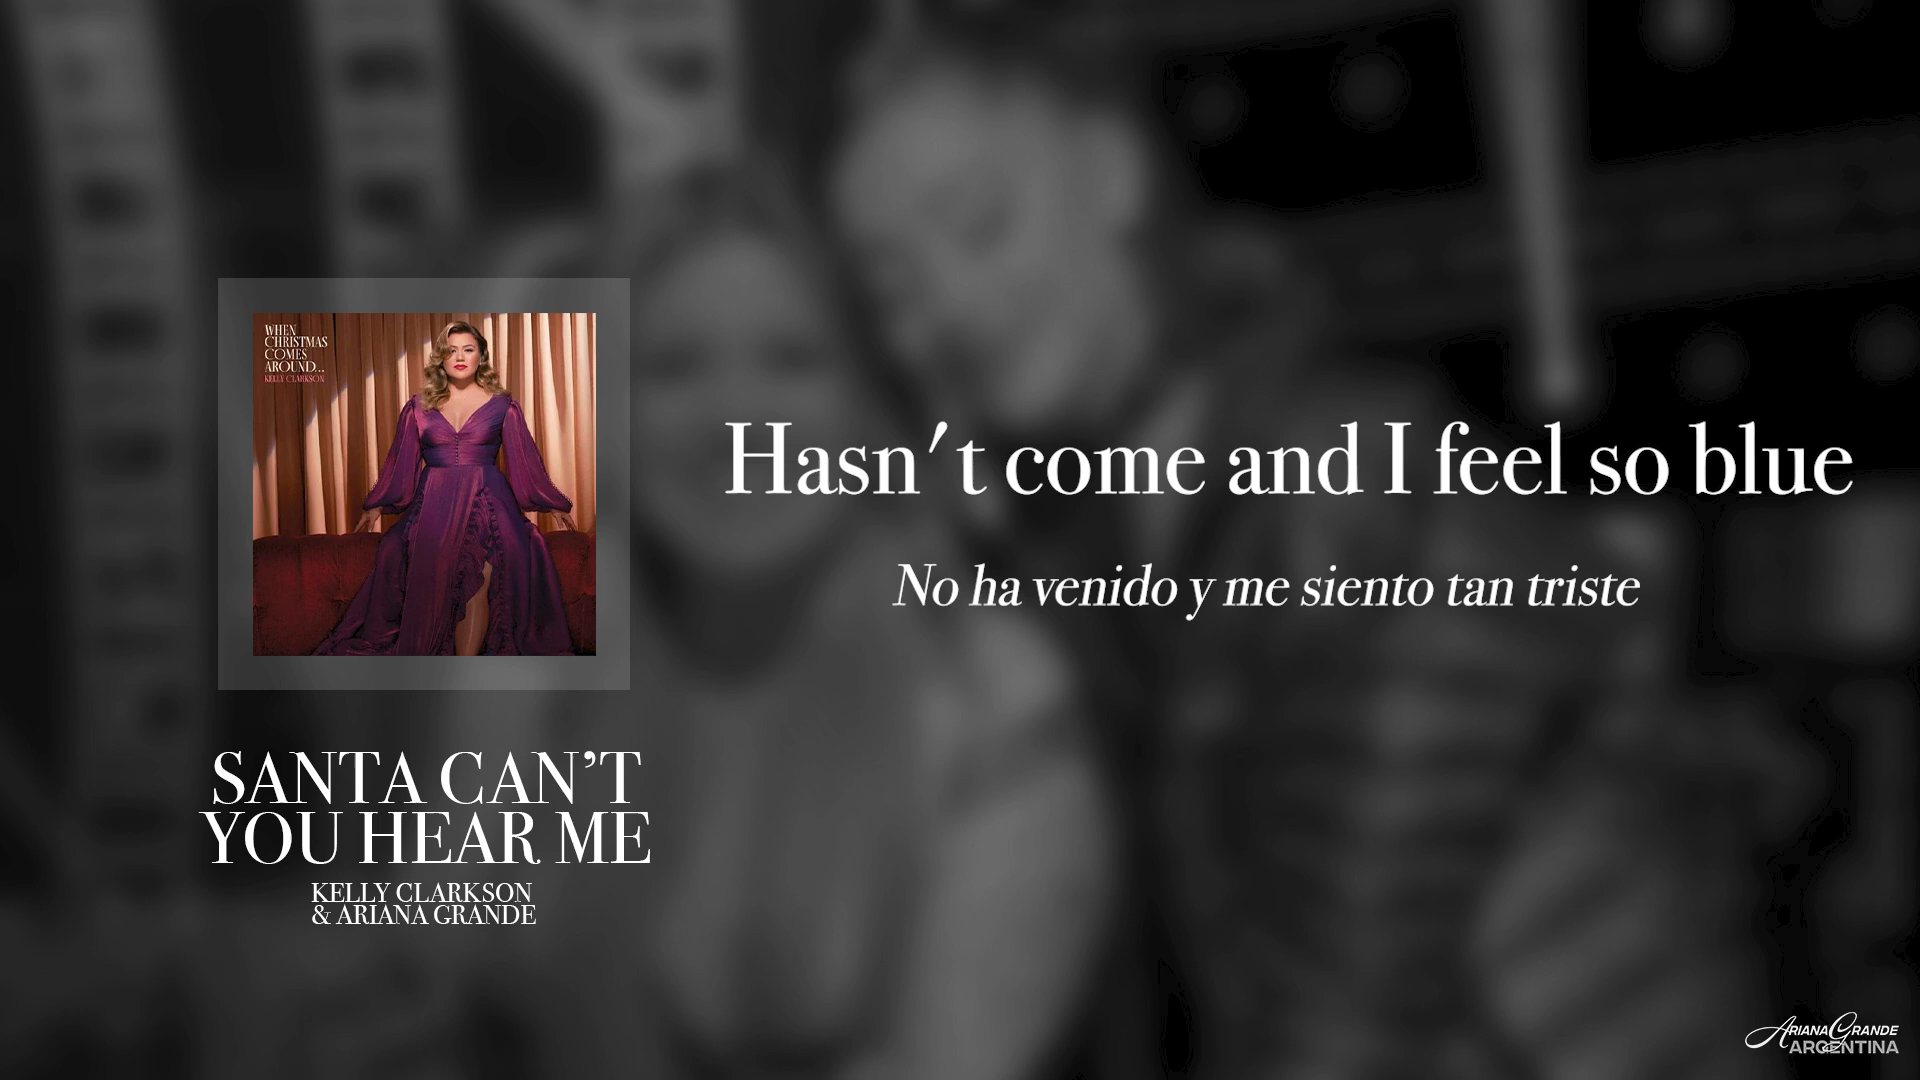 WHEN
CHRISTMAS
COMES
AROUND...
KELLY CLARKSON
Hasn't come and I feel so blue
No ha venido y me siento tan triste
SANTA CAN'T
YOU HEAR ME
KELLY CLARKSON
& ARIANA GRANDE
ARIANA GRANDE
ARGENTINA